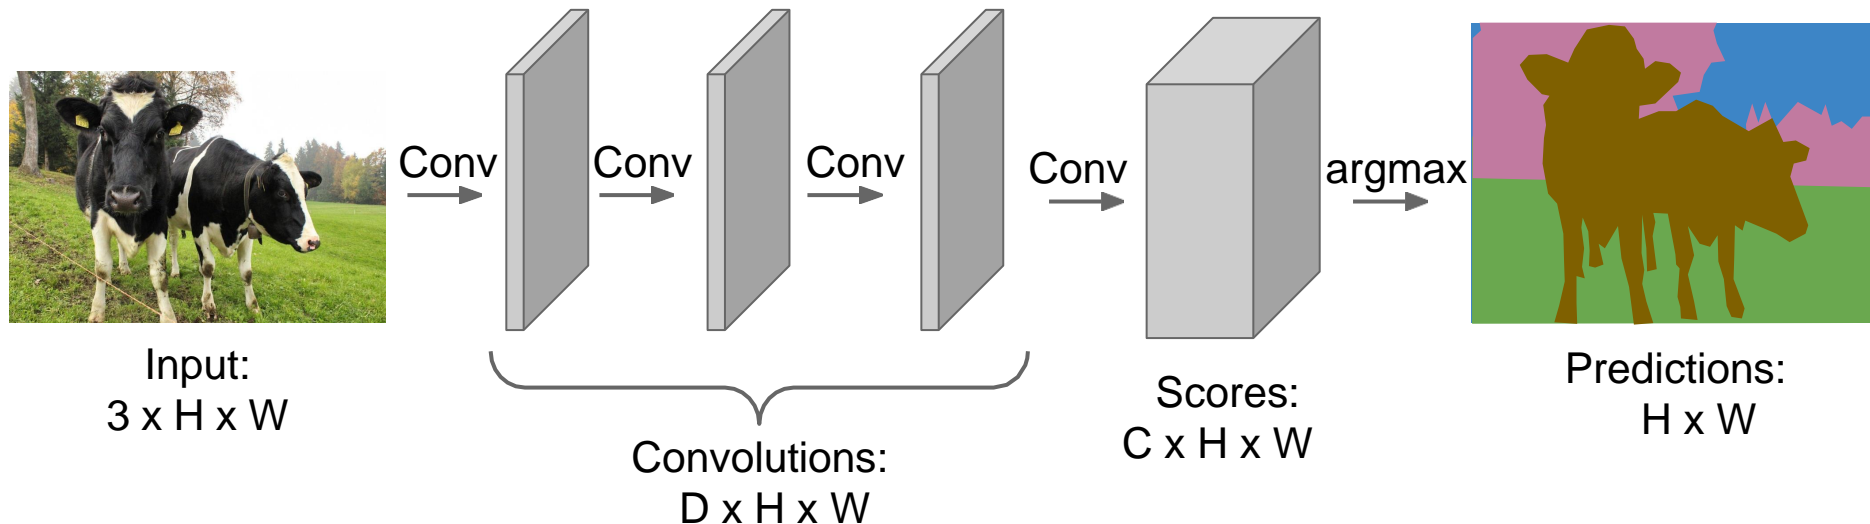 Conv
Conv
Conv
Conv
argmax
Input:
3 x H x W
Convolutions:
D x H x W
Scores:
C x H x W
Predictions:
H x W